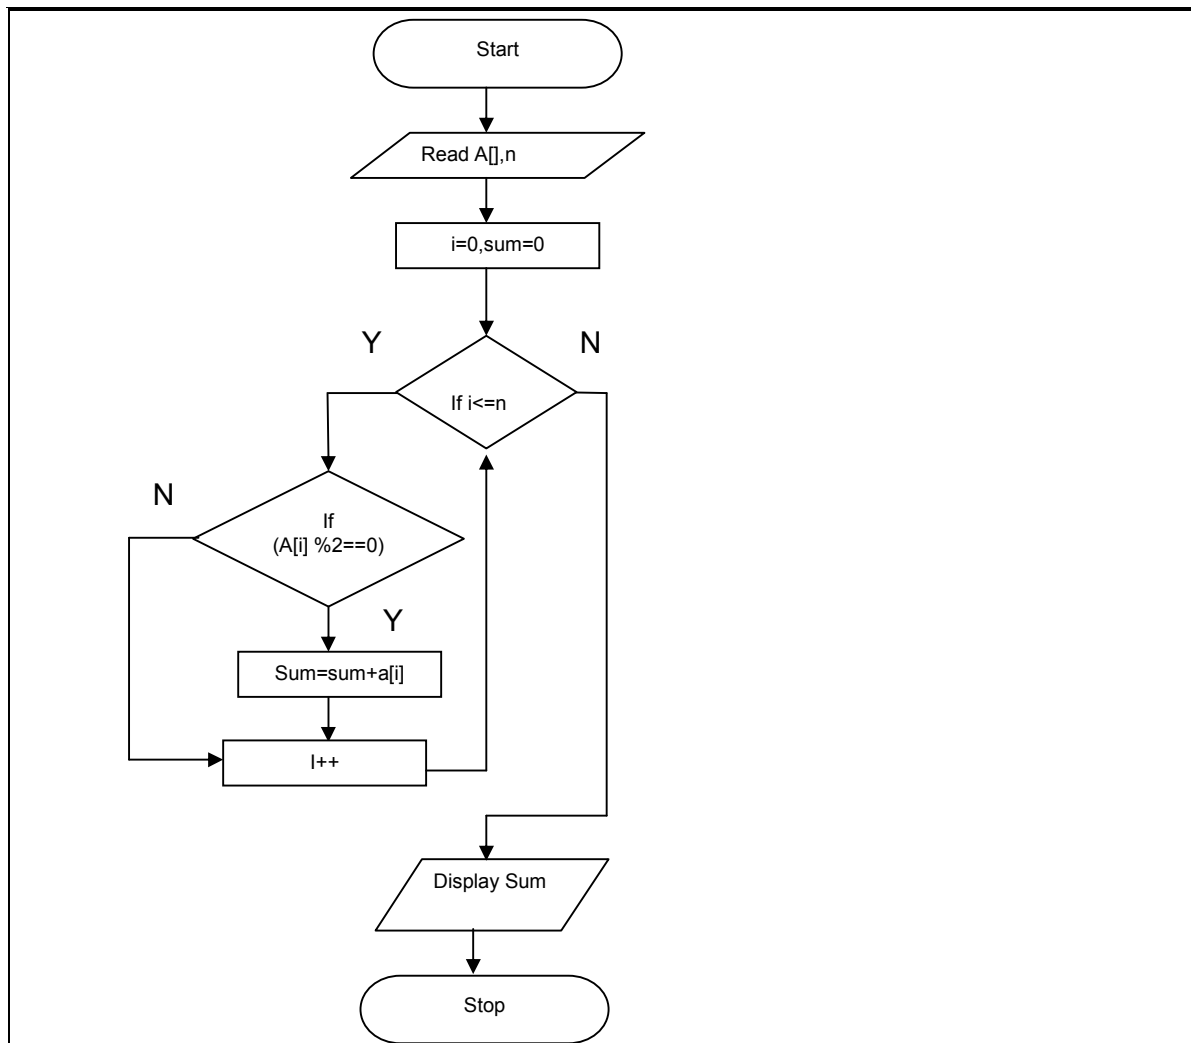 Start
Read A[],n
i=0,sum=0
Y
N
If i<=n
N
If
(A[i] %2==0)
Y
Sum=sum+a[i]
I++
Display Sum
Stop